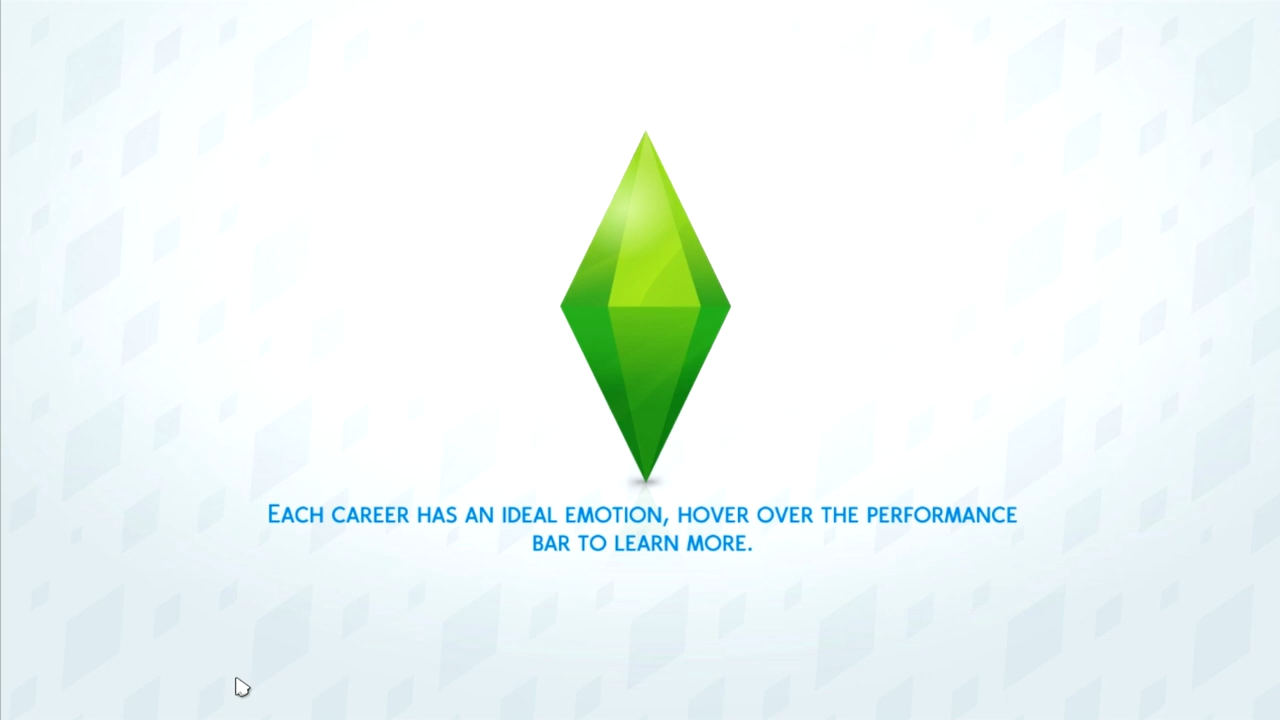 EACH CAREER HAS AN IDEAL EMOTION, HOVER OVER THE PERFORMANCE
BAR TO LEARN MORE.